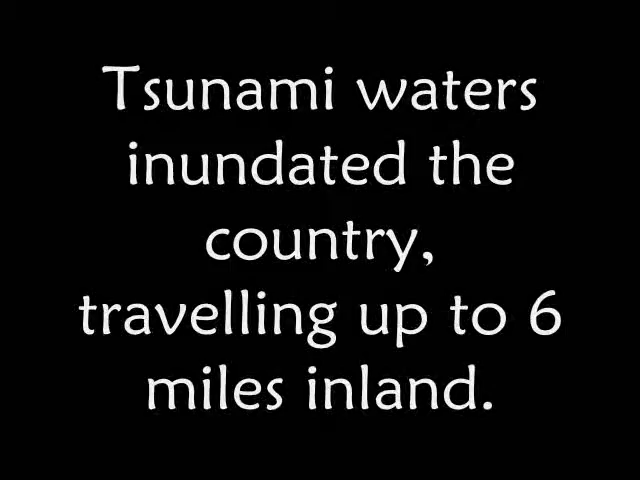 Tsunami waters
inundated the
country,
travelling up to 6
miles inland.